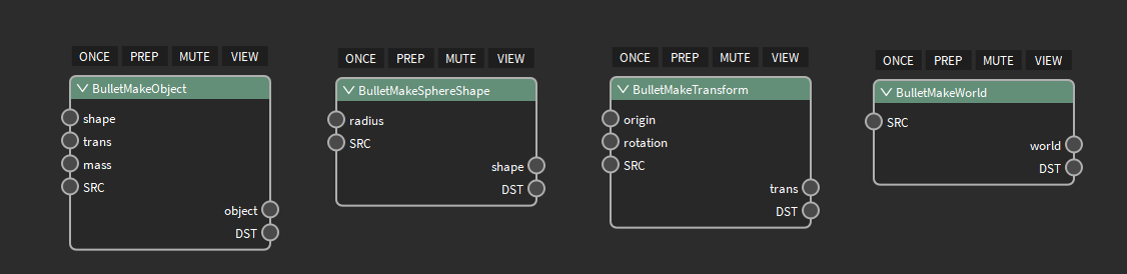 ONCE PREP MUTE VIEW
BulletMakeObject
shape
trans
mass
SRC
object
DST
ONCE PREP MUTE VIEW
BulletMakeSphereShape
radius
SRC
shape
DST
ONCE PREP MUTE VIEW
BulletMakeTransform
origin
rotation
SRC
trans
DST
ONCE PREP MUTE VIEW
BulletMakeWorld
SRC
world
DST